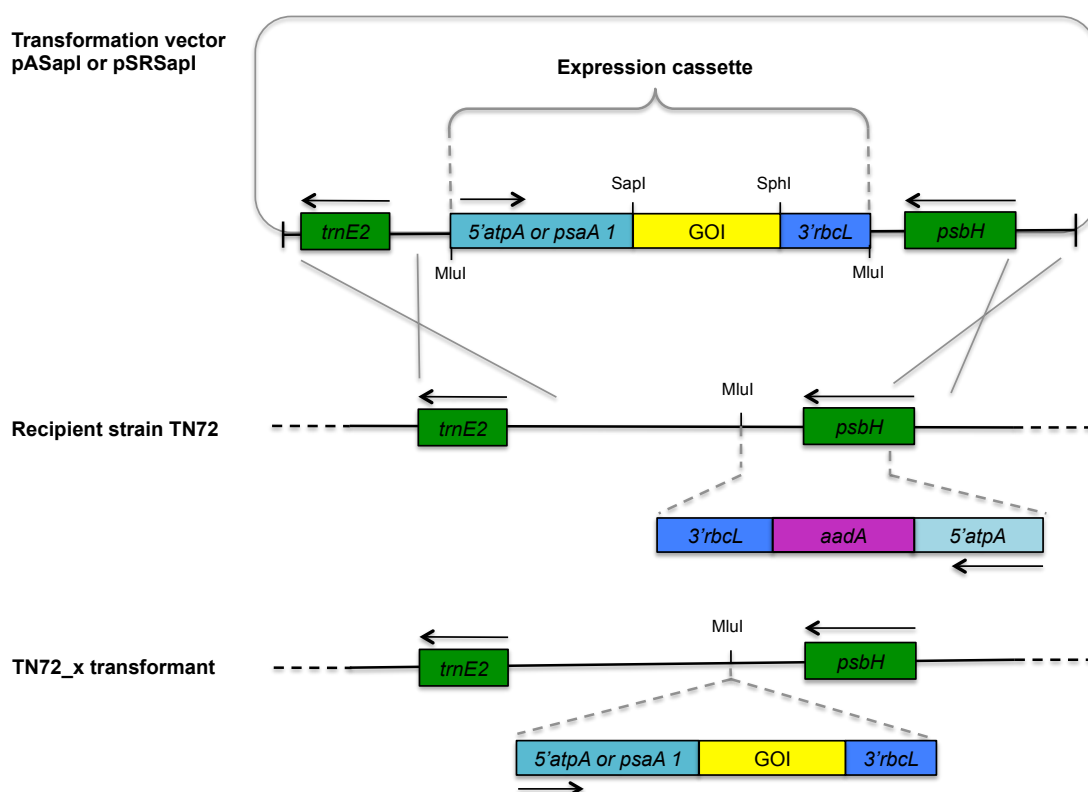 Transformation vector
pASapI or pSRSapI
Expression cassette
SapI
SphI
trnE2
5'atpA or psaA 1
GOI
3'rbcL
psbH
MluI
MluI
MluI
Recipient strain TN72
trnE2
psbH
3'rbcL
aadA
5'atpA
MluI
TN72_x transformant
trnE2
psbH
5'atpA or psaA 1
GOI
3'rbcL